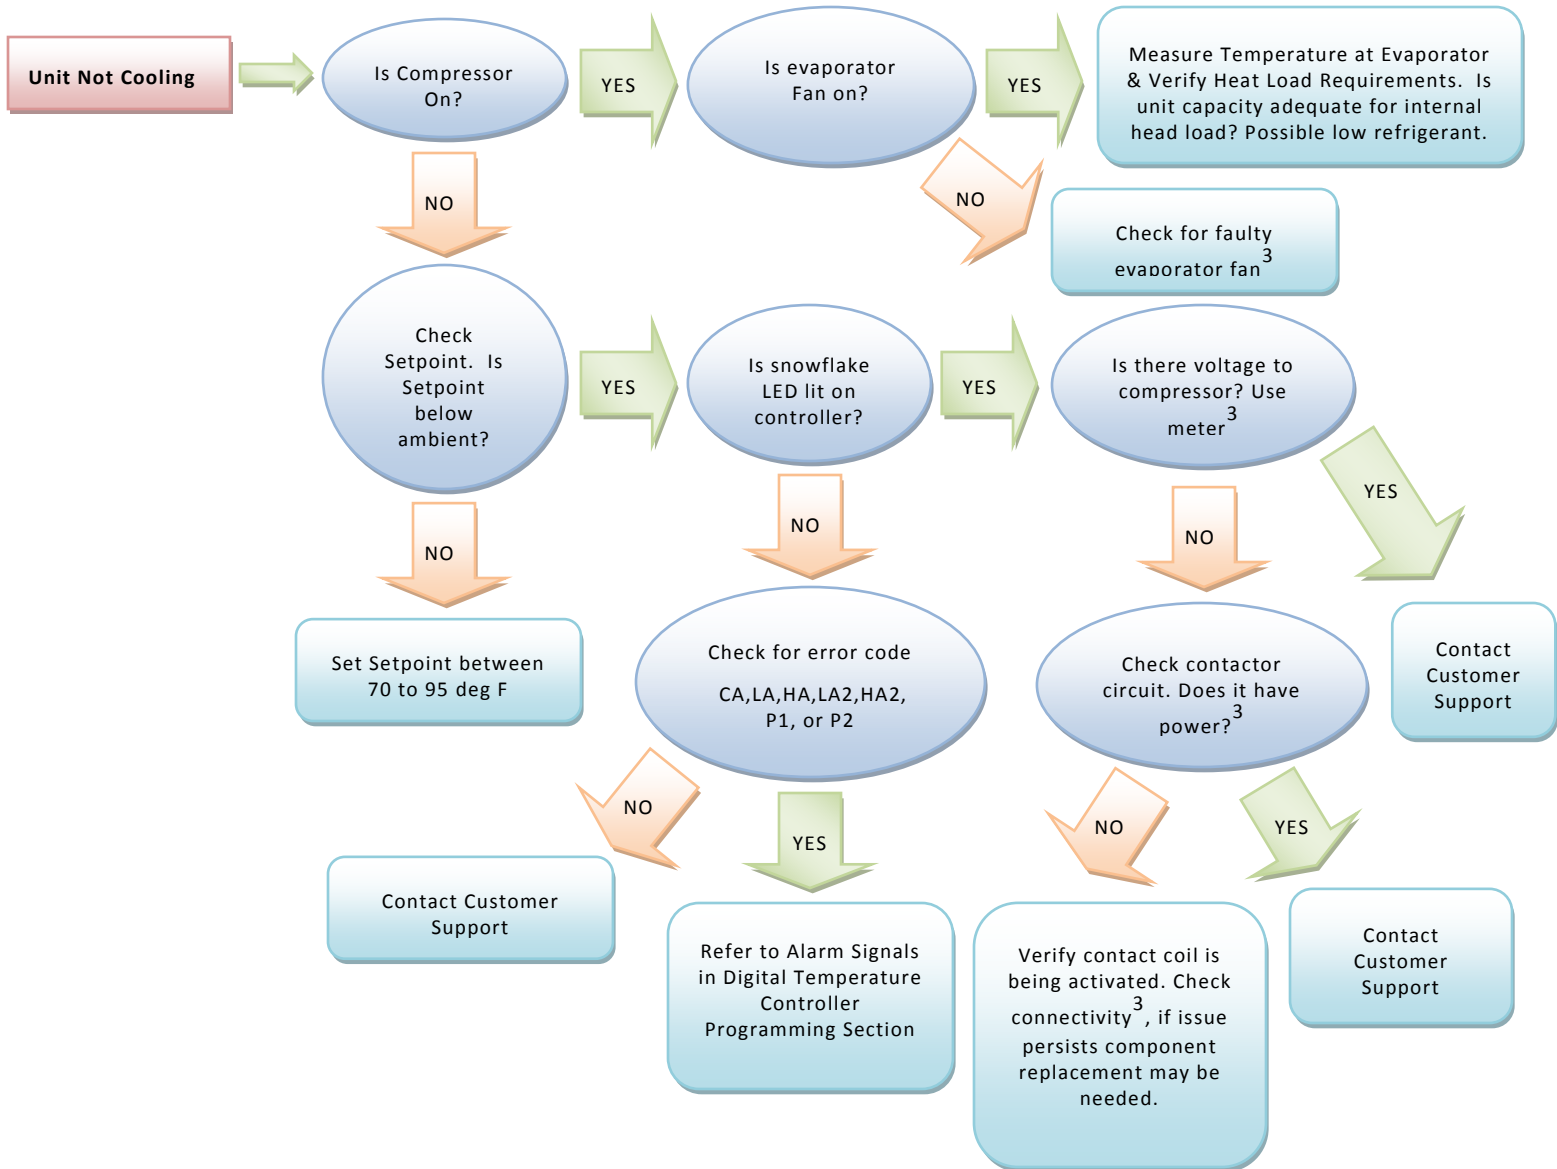 Unit Not Cooling
Is Compressor
On?
YES
Is evaporator
Fan on?
YES
Measure Temperature at Evaporator
& Verify Heat Load Requirements. Is
unit capacity adequate for internal
head load? Possible low refrigerant.
NO
NO
Check for faulty
evaporator fan3
Check
Setpoint. Is
Setpoint
below
ambient?
YES
Is snowflake
LED lit on
controller?
YES
Is there voltage to
compressor? Use
meter3
YES
NO
NO
NO
Set Setpoint between
70 to 95 deg F
Check for error code
CA,LA,HA,LA2,HA2,
P1, or P2
Check contactor
circuit. Does it have
power?3
Contact
Customer
Support
NO
YES
NO
YES
Contact Customer
Support
Refer to Alarm Signals
in Digital Temperature
Controller
Programming Section
Verify contact coil is
being activated. Check
connectivity3, if issue
persists component
replacement may be
needed.
Contact
Customer
Support